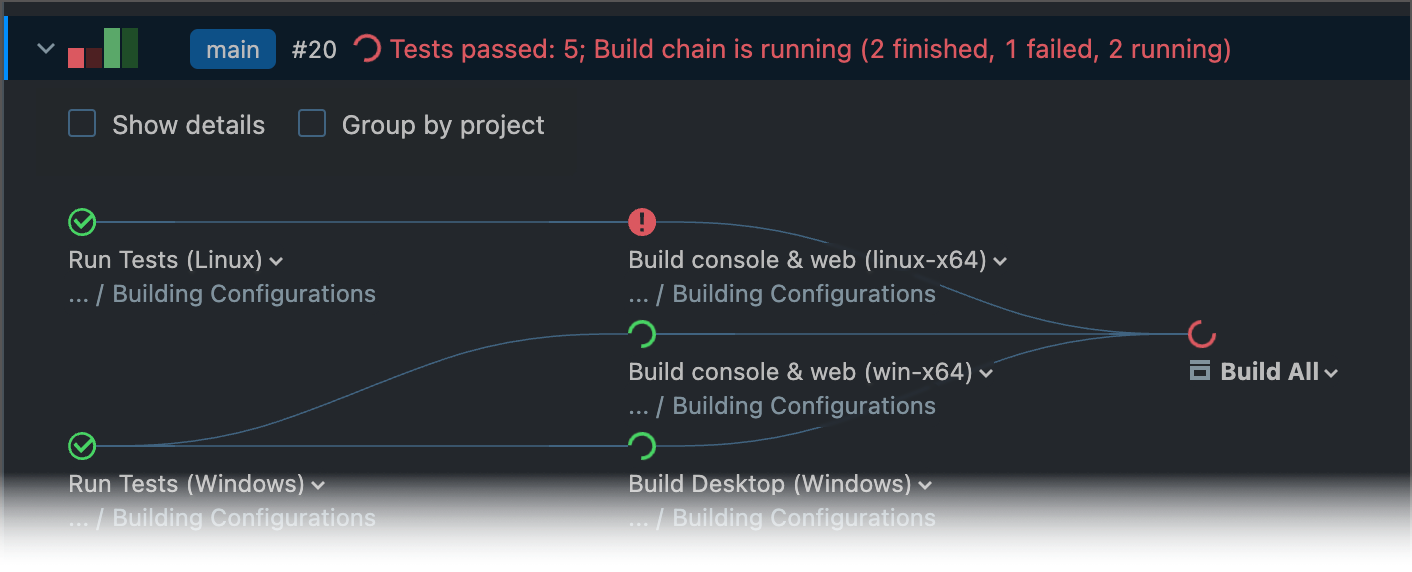 main #20 Tests passed: 5; Build chain is running (2 finished, 1 failed, 2 running)
Show details Group by project
Run Tests (Linux)
... / Building Configurations
Build console & web (linux-x64)
... / Building Configurations
Build console & web (win-x64)
... / Building Configurations
Build All
Run Tests (Windows)
... / Building Configurations
Build Desktop (Windows)
... / Building Configurations